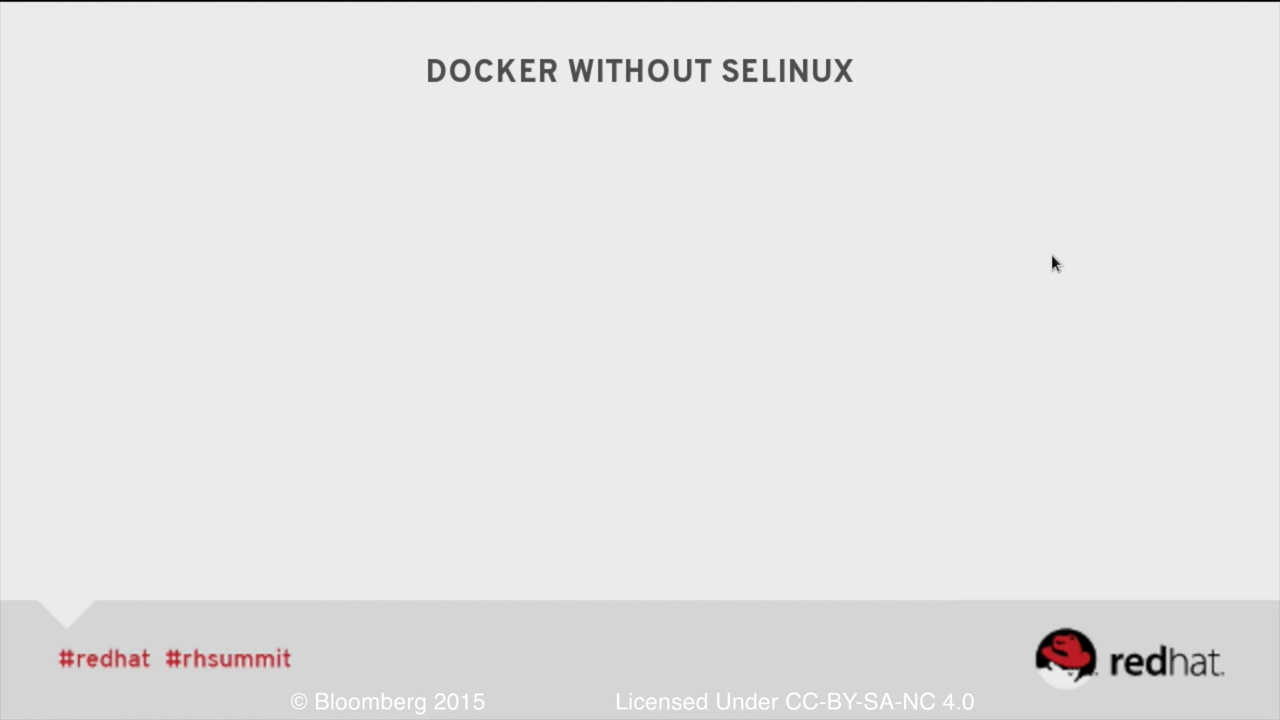 DOCKER WITHOUT SELINUX
#redhat #rhsummit
redhat.
© Bloomberg 2015 Licensed Under CC-BY-SA-NC 4.0